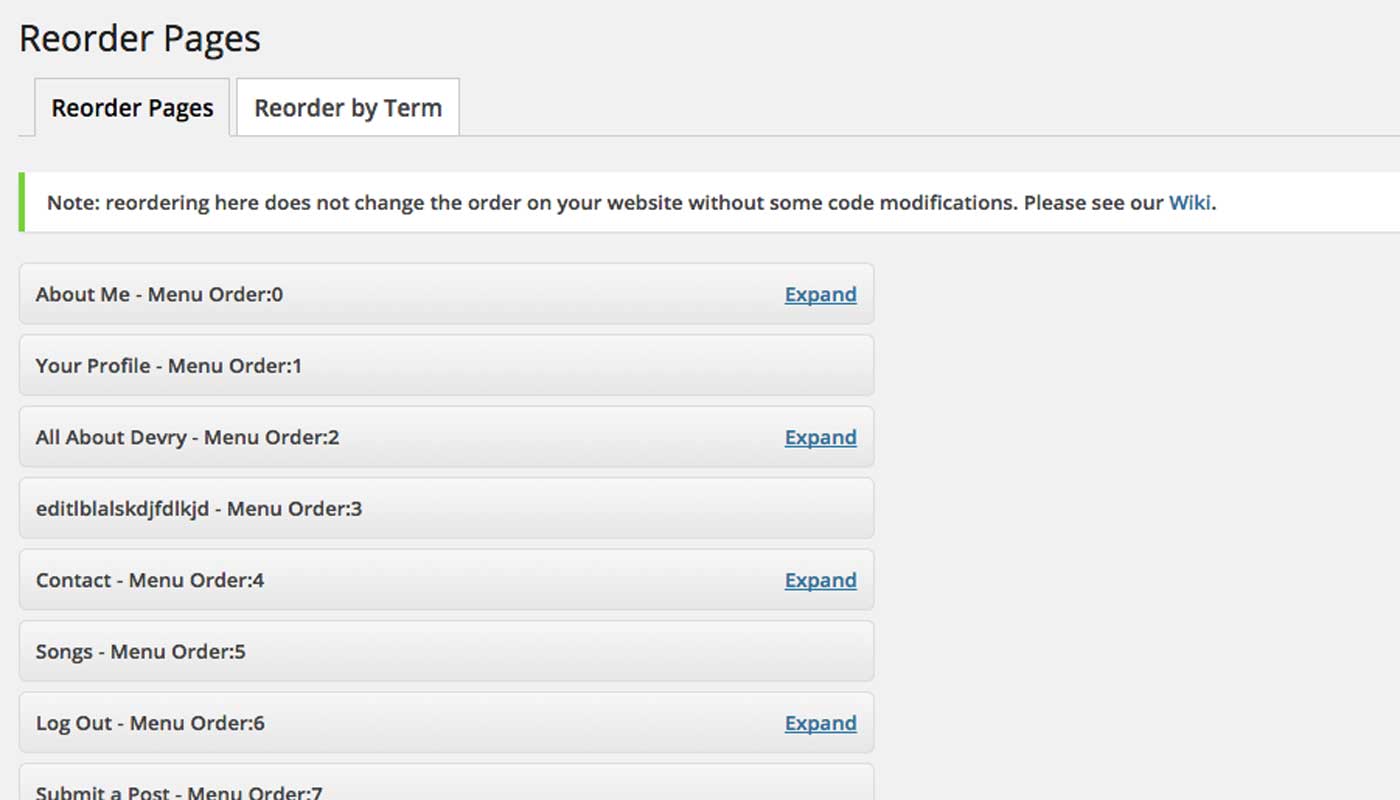 Reorder Pages
Reorder Pages
Reorder by Term
Note: reordering here does not change the order on your website without some code modifications. Please see our Wiki.
About Me - Menu Order:0 Expand
Your Profile - Menu Order:1
All About Devry - Menu Order:2 Expand
editlblalskdjfdlkjd - Menu Order:3
Contact - Menu Order:4 Expand
Songs - Menu Order:5
Log Out - Menu Order:6 Expand
Submit a Post - Menu Order:7